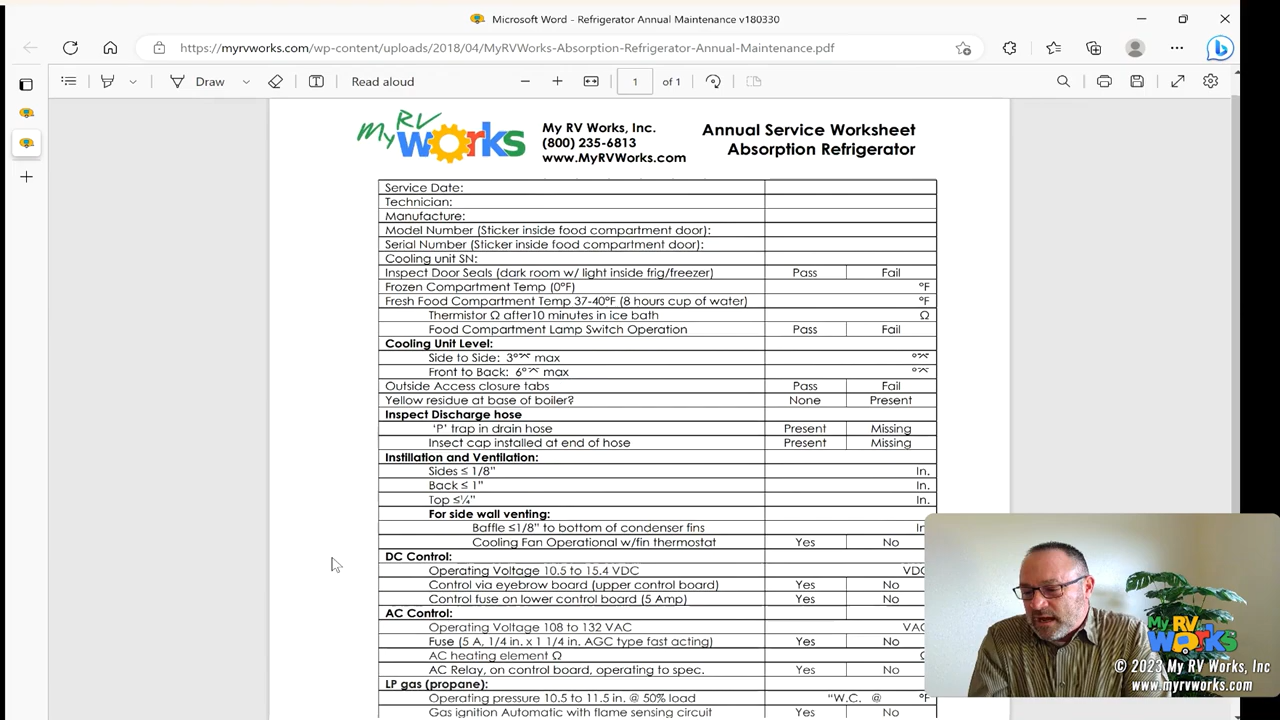 Microsoft Word - Refrigerator Annual Maintenance v180330
https://myrvworks.com/wp-content/uploads/2018/04/MyRVWorks-Absorption-Refrigerator-Annual-Maintenance.pdf
Draw
Read aloud
1 of 1
My RV Works
My RV Works, Inc.
(800) 235-6813
www.MyRVWorks.com
Annual Service Worksheet
Absorption Refrigerator
Service Date:
Technician:
Manufacture:
Model Number (Sticker inside food compartment door):
Serial Number (Sticker inside food compartment door):
Cooling unit SN:
Inspect Door Seals (dark room w/ light inside frig/freezer) Pass Fail
Frozen Compartment Temp (0°F) °F
Fresh Food Compartment Temp 37-40°F (8 hours cup of water) °F
Thermistor Ω after10 minutes in ice bath Ω
Food Compartment Lamp Switch Operation Pass Fail
Cooling Unit Level:
Side to Side: 3° max °
Front to Back: 6° max °
Outside Access closure tabs Pass Fail
Yellow residue at base of boiler? None Present
Inspect Discharge hose
'P' trap in drain hose Present Missing
Insect cap installed at end of hose Present Missing
Instillation and Ventilation:
Sides ≤ 1/8" In.
Back ≤ 1" In.
Top ≤¼" In.
For side wall venting:
Baffle ≤1/8" to bottom of condenser fins In
Cooling Fan Operational w/fin thermostat Yes No
DC Control:
Operating Voltage 10.5 to 15.4 VDC VDC
Control via eyebrow board (upper control board) Yes No
Control fuse on lower control board (5 Amp) Yes No
AC Control:
Operating Voltage 108 to 132 VAC VAC
Fuse (5 A, 1/4 in. x 1 1/4 in. AGC type fast acting) Yes No
AC heating element Ω
AC Relay, on control board, operating to spec. Yes No
LP gas (propane):
Operating pressure 10.5 to 11.5 in. @ 50% load "W.C. @ °F
Gas ignition Automatic with flame sensing circuit Yes No
My RV Works
© 2023 My RV Works, Inc
www.myrvworks.com